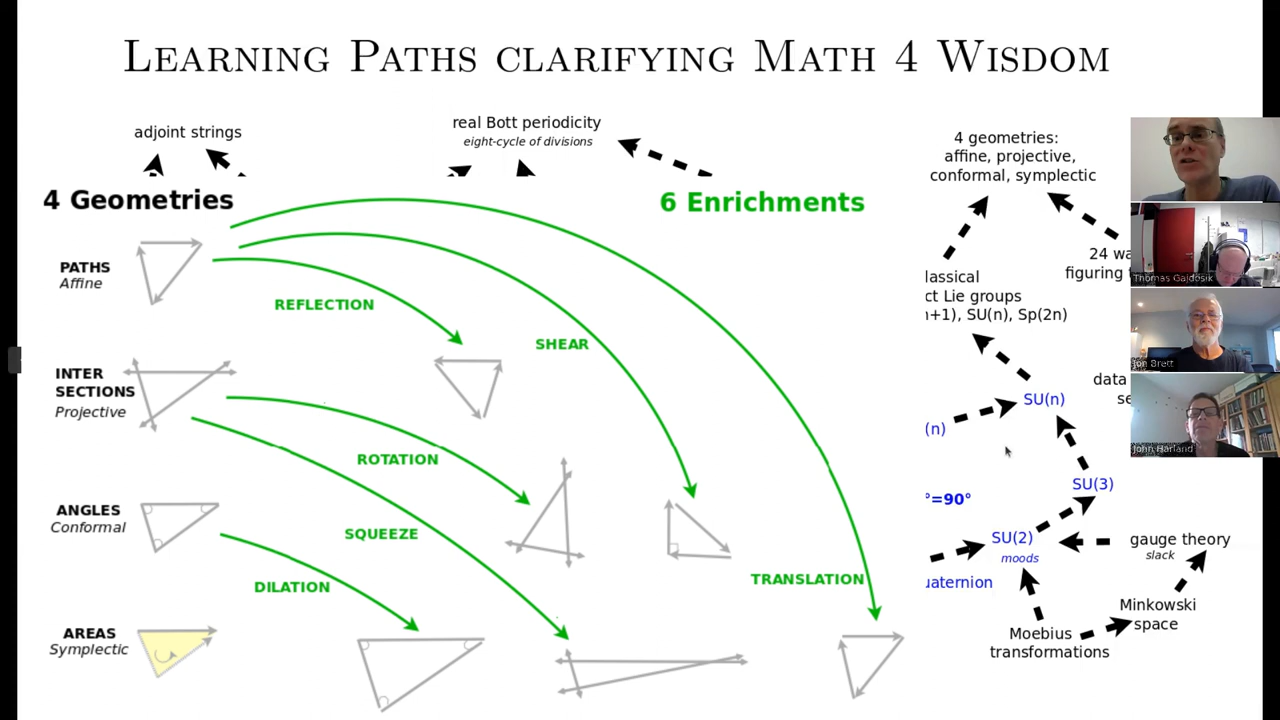 LEARNING PATHS CLARIFYING MATH 4 WISDOM
adjoint strings
real Bott periodicity
eight-cycle of divisions
4 geometries:
affine, projective,
conformal, symplectic
4 Geometries
6 Enrichments
PATHS
Affine
REFLECTION
SHEAR
INTER
SECTIONS
Projective
ROTATION
SQUEEZE
ANGLES
Conformal
DILATION
TRANSLATION
AREAS
Symplectic
24 wa
figuring
lassical
ct Lie groups
n+1), SU(n), Sp(2n)
data
se
SU(n)
(n)
SU(3)
°=90°
SU(2)
moods
gauge theory
slack
uaternion
Minkowski
space
Moebius
transformations
Thomas Gajdosik
Jon Brett
John Harland